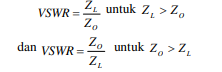 VSWR = Z_L / Z_O untuk Z_L > Z_O
dan VSWR = Z_O / Z_L untuk Z_O > Z_L